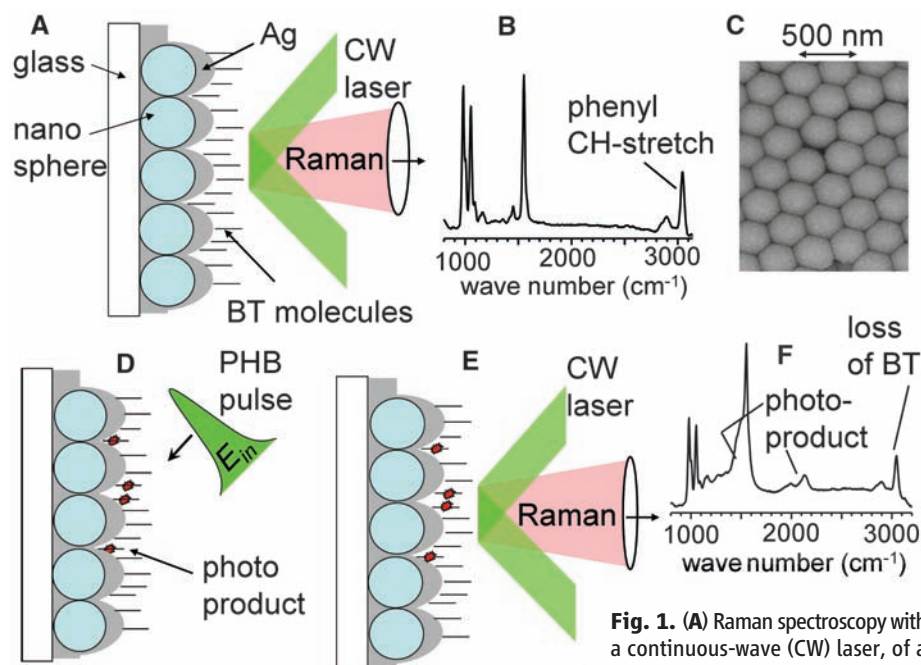 A
glass
nano
sphere
Ag
CW
laser
Raman
BT molecules
B
phenyl
CH-stretch
1000 2000 3000
wave number (cm⁻¹)
C
500 nm
D
PHB
pulse
E_in
photo
product
E
CW
laser
Raman
F
loss
of BT
photo-
product
1000 2000 3000
wave number (cm⁻¹)
Fig. 1. (A) Raman spectroscopy with
a continuous-wave (CW) laser, of a